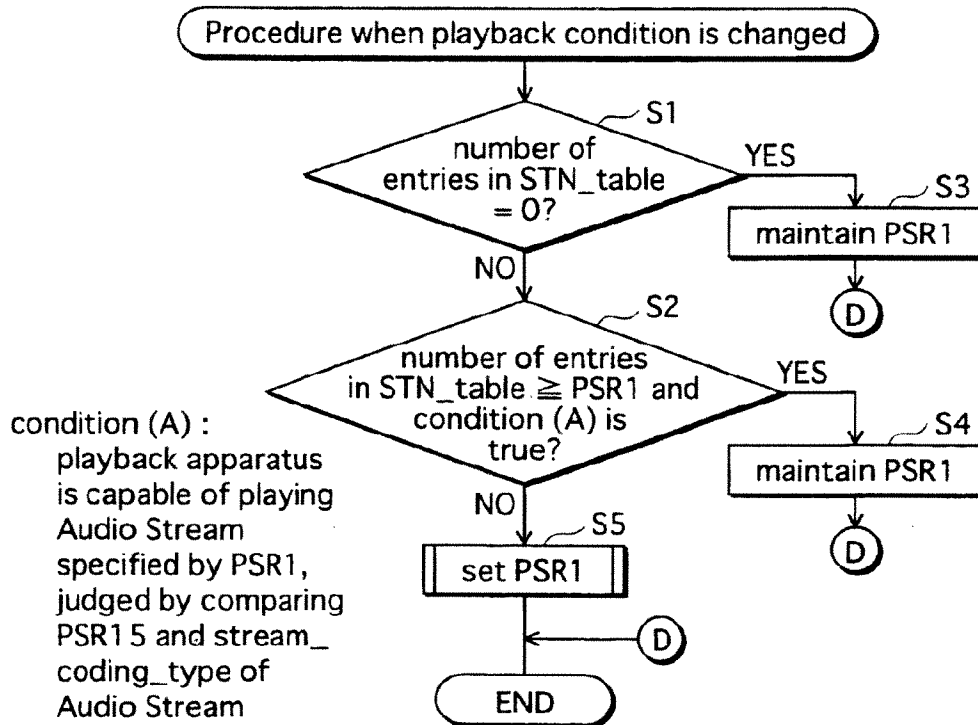 Procedure when playback condition is changed
S1
number of
entries in STN_table
= 0?
YES
S3
maintain PSR1
D
NO
S2
number of entries
in STN_table ≧ PSR1 and
condition (A) is
true?
YES
S4
maintain PSR1
D
NO
S5
set PSR1
D
END
condition (A) :
playback apparatus
is capable of playing
Audio Stream
specified by PSR1,
judged by comparing
PSR15 and stream_
coding_type of
Audio Stream